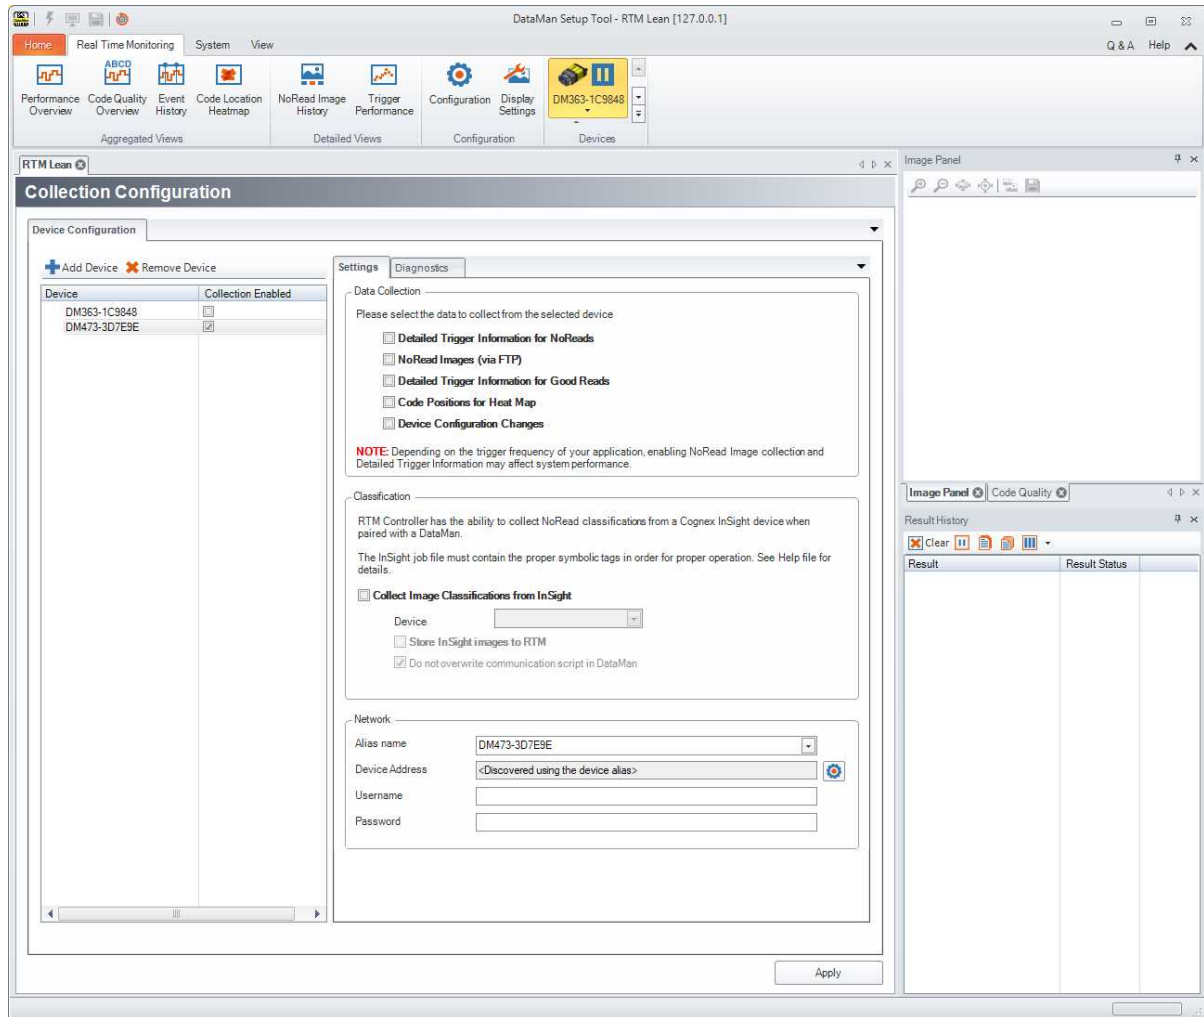 DataMan Setup Tool - RTM Lean [127.0.0.1]
Home Real Time Monitoring System View Q & A Help
ABCD
Performance Overview Code Quality Overview Event History Code Location Heatmap NoRead Image History Trigger Performance Configuration Display Settings DM363-1C9848
Aggregated Views Detailed Views Configuration Devices
RTM Lean
Collection Configuration
Device Configuration
Add Device Remove Device
Device Collection Enabled
DM363-1C9848
DM473-3D7E9E
Settings Diagnostics
Data Collection
Please select the data to collect from the selected device
Detailed Trigger Information for NoReads
NoRead Images (via FTP)
Detailed Trigger Information for Good Reads
Code Positions for Heat Map
Device Configuration Changes
NOTE: Depending on the trigger frequency of your application, enabling NoRead Image collection and
Detailed Trigger Information may affect system performance.
Classification
RTM Controller has the ability to collect NoRead classifications from a Cognex InSight device when
paired with a DataMan.
The InSight job file must contain the proper symbolic tags in order for proper operation. See Help file for
details.
Collect Image Classifications from InSight
Device
Store InSight images to RTM
Do not overwrite communication script in DataMan
Network
Alias name DM473-3D7E9E
Device Address <Discovered using the device alias>
Username
Password
Apply
Image Panel
Image Panel Code Quality
Result History
Clear
Result Result Status